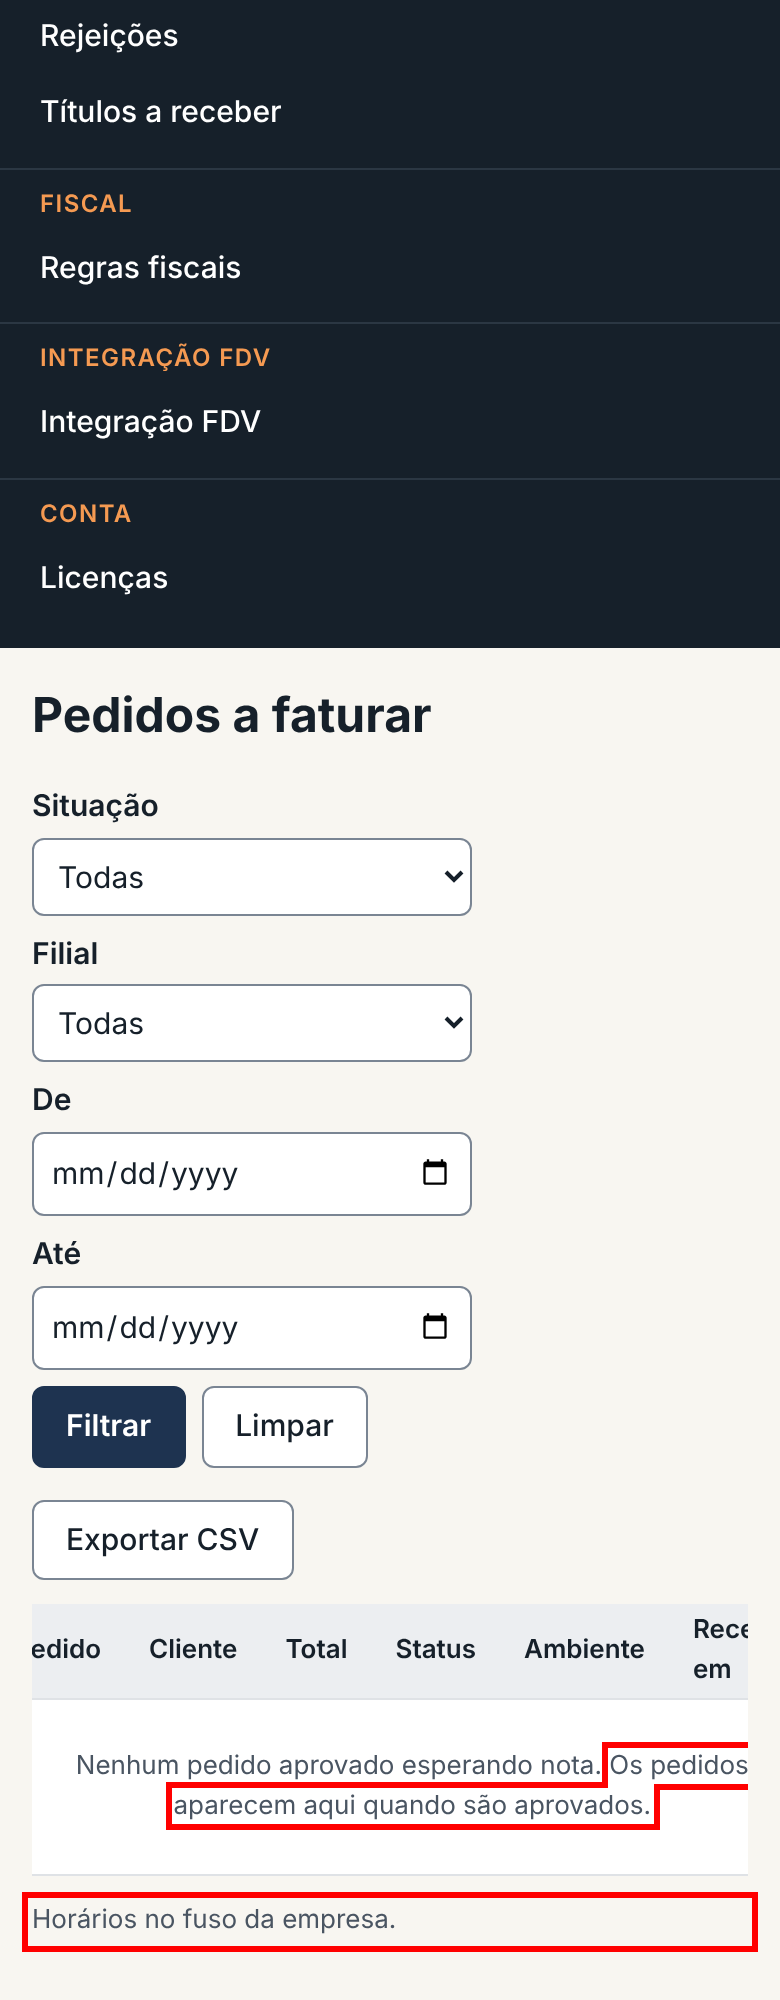 Rejeições
Títulos a receber
FISCAL
Regras fiscais
INTEGRAÇÃO FDV
Integração FDV
CONTA
Licenças
Pedidos a faturar
Situação
Todas
Filial
Todas
De
mm/dd/yyyy
Até
mm/dd/yyyy
Filtrar Limpar
Exportar CSV
edido Cliente Total Status Ambiente Rece
em
Nenhum pedido aprovado esperando nota. Os pedidos
aparecem aqui quando são aprovados.
Horários no fuso da empresa.